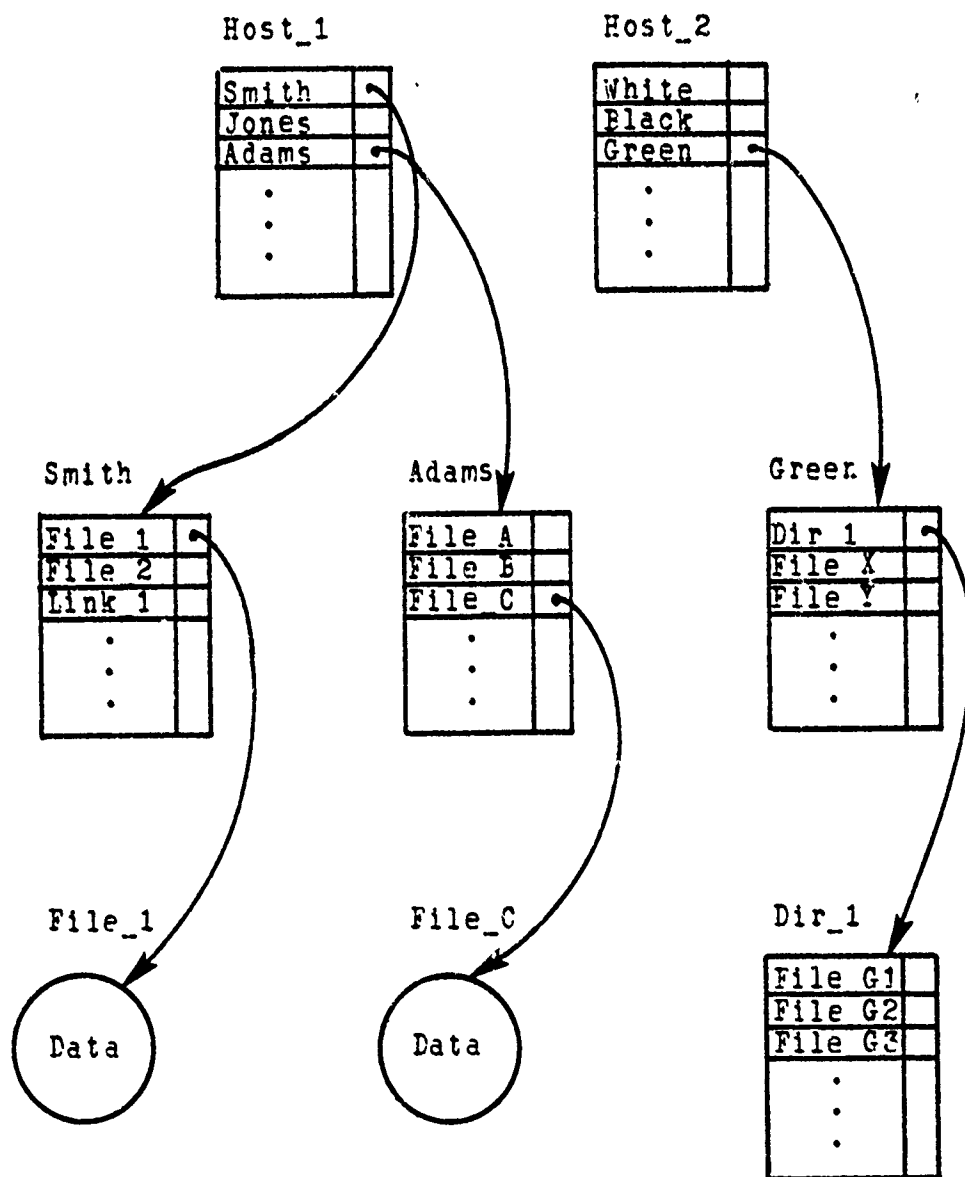 Host_1
Smith
Jones
Adams
Host_2
White
Black
Green
Smith
File 1
File 2
Link 1
Adams
File A
File B
File C
Green
Dir 1
File X
File Y
File_1
Data
File_C
Data
Dir_1
File G1
File G2
File G3